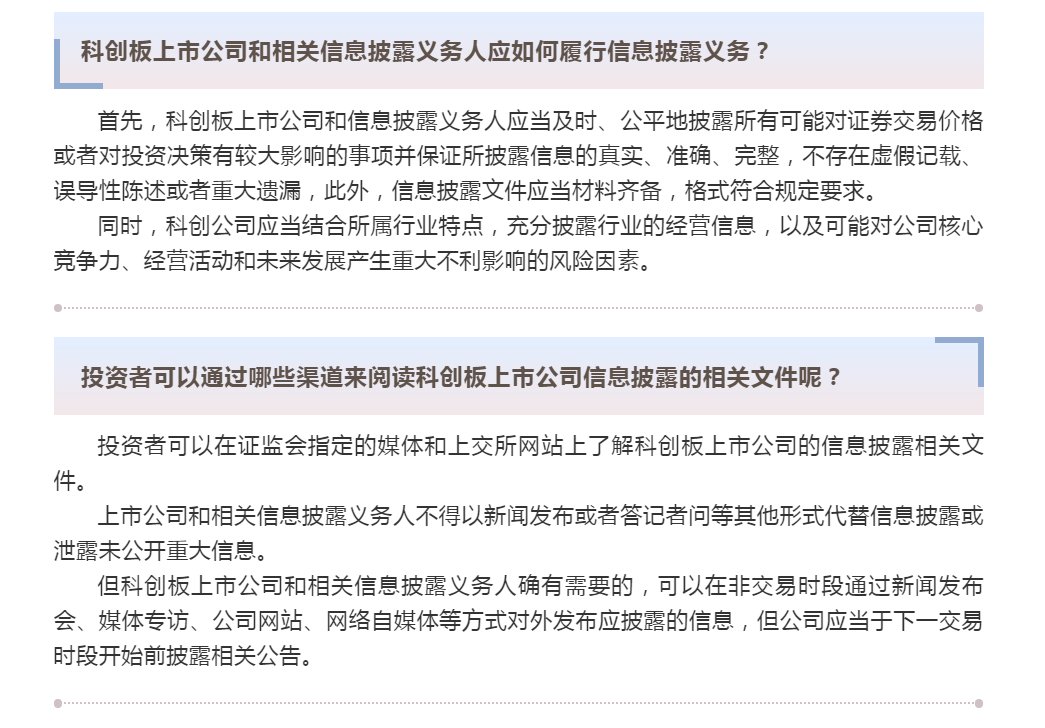 科创板上市公司和相关信息披露义务人应如何履行信息披露义务？
首先，科创板上市公司和信息披露义务人应当及时、公平地披露所有可能对证券交易价格
或者对投资决策有较大影响的事项并保证所披露信息的真实、准确、完整，不存在虚假记载、
误导性陈述或者重大遗漏，此外，信息披露文件应当材料齐备，格式符合规定要求。
同时，科创公司应当结合所属行业特点，充分披露行业的经营信息，以及可能对公司核心
竞争力、经营活动和未来发展产生重大不利影响的风险因素。
投资者可以通过哪些渠道来阅读科创板上市公司信息披露的相关文件呢？
投资者可以在证监会指定的媒体和上交所网站上了解科创板上市公司的信息披露相关文
件。
上市公司和相关信息披露义务人不得以新闻发布或者答记者问等其他形式代替信息披露或
泄露未公开重大信息。
但科创板上市公司和相关信息披露义务人确有需要的，可以在非交易时段通过新闻发布
会、媒体专访、公司网站、网络自媒体等方式对外发布应披露的信息，但公司应当于下一交易
时段开始前披露相关公告。